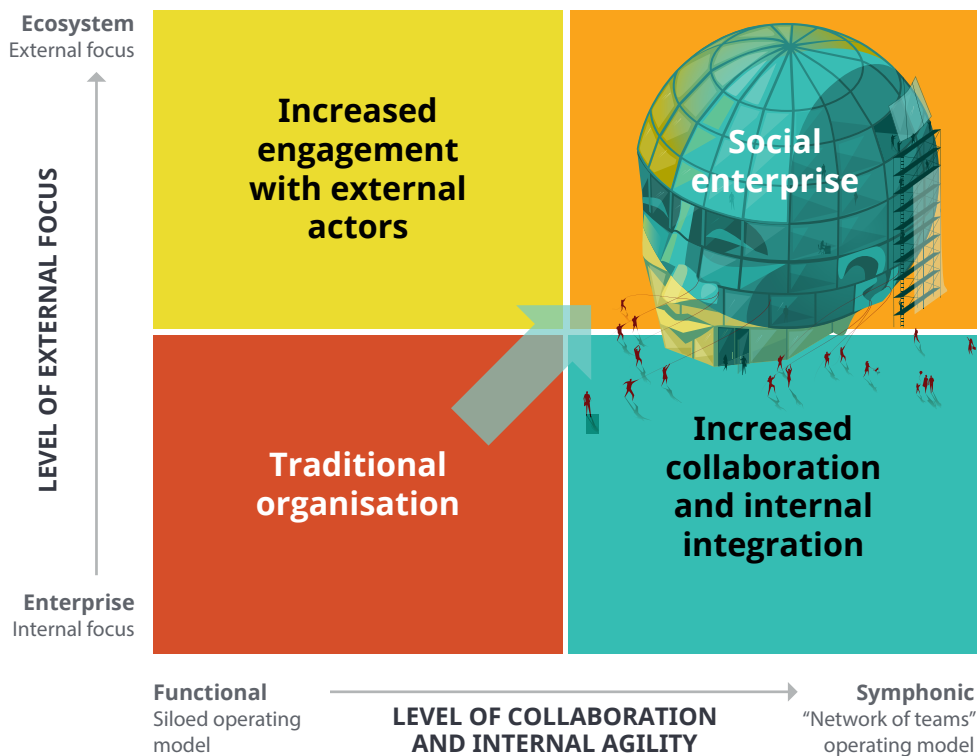 Ecosystem
External focus
LEVEL OF EXTERNAL FOCUS
Enterprise
Internal focus
Increased
engagement
with external
actors
Social
enterprise
Traditional
organisation
Increased
collaboration
and internal
integration
Functional
Siloed operating
model
LEVEL OF COLLABORATION
AND INTERNAL AGILITY
Symphonic
“Network of teams”
operating model